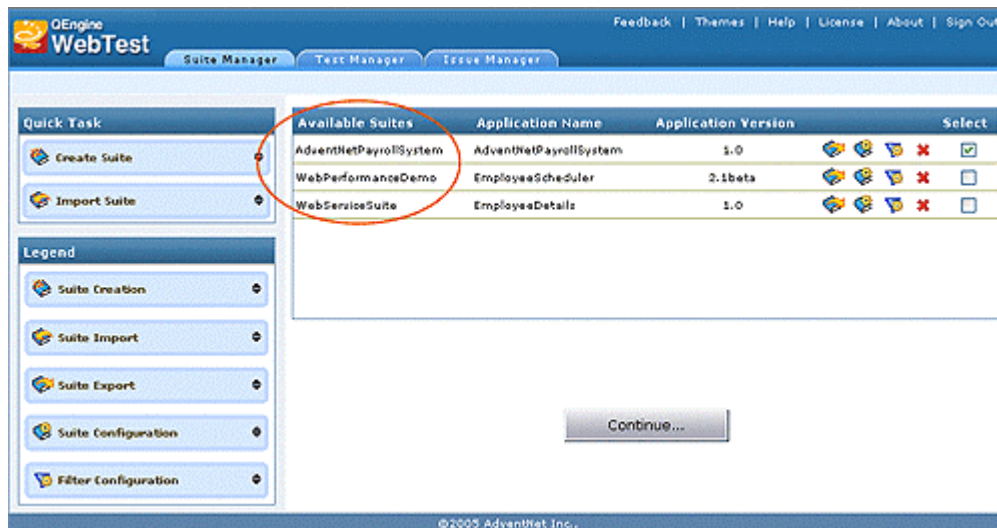 QEngine
WebTest
Feedback | Themes | Help | License | About | Sign Out
Suite Manager Test Manager Issue Manager
Quick Task
Create Suite
Import Suite
Legend
Suite Creation
Suite Import
Suite Export
Suite Configuration
Filter Configuration
Available Suites Application Name Application Version Select
AdventNetPayrollSystem AdventNetPayrollSystem 1.0
WebPerformanceDemo EmployeeScheduler 2.1beta
WebServiceSuite EmployeeDetails 1.0
Continue...
©2005 AdventNet Inc.,